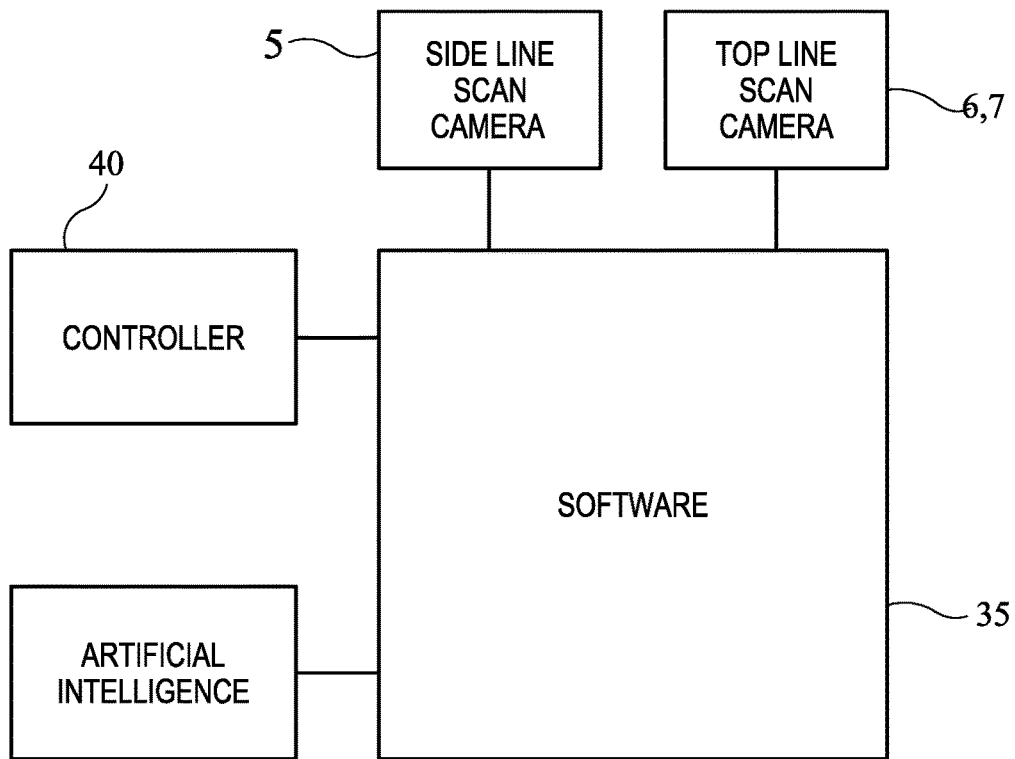 5
SIDE LINE
SCAN
CAMERA
TOP LINE
SCAN
CAMERA
6,7
40
CONTROLLER
SOFTWARE
ARTIFICIAL
INTELLIGENCE
35